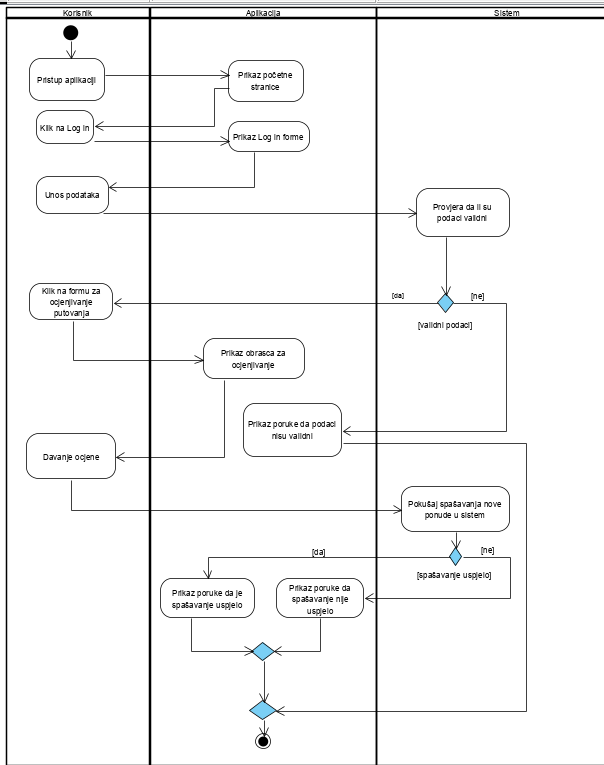 Korisnik
Aplikacija
Sistem
Pristup aplikaciji
Prikaz početne
stranice
Klik na Log in
Prikaz Log in forme
Unos podataka
Provjera da li su
podaci validni
Klik na formu za
ocjenjivanje
putovanja
[da]
[ne]
[validni podaci]
Prikaz obrasca za
ocjenjivanje
Prikaz poruke da podaci
nisu validni
Davanje ocjene
Pokušaj spašavanja nove
ponude u sistem
[da]
[ne]
[spašavanje uspjelo]
Prikaz poruke da je
spašavanje uspjelo
Prikaz poruke da
spašavanje nije
uspjelo